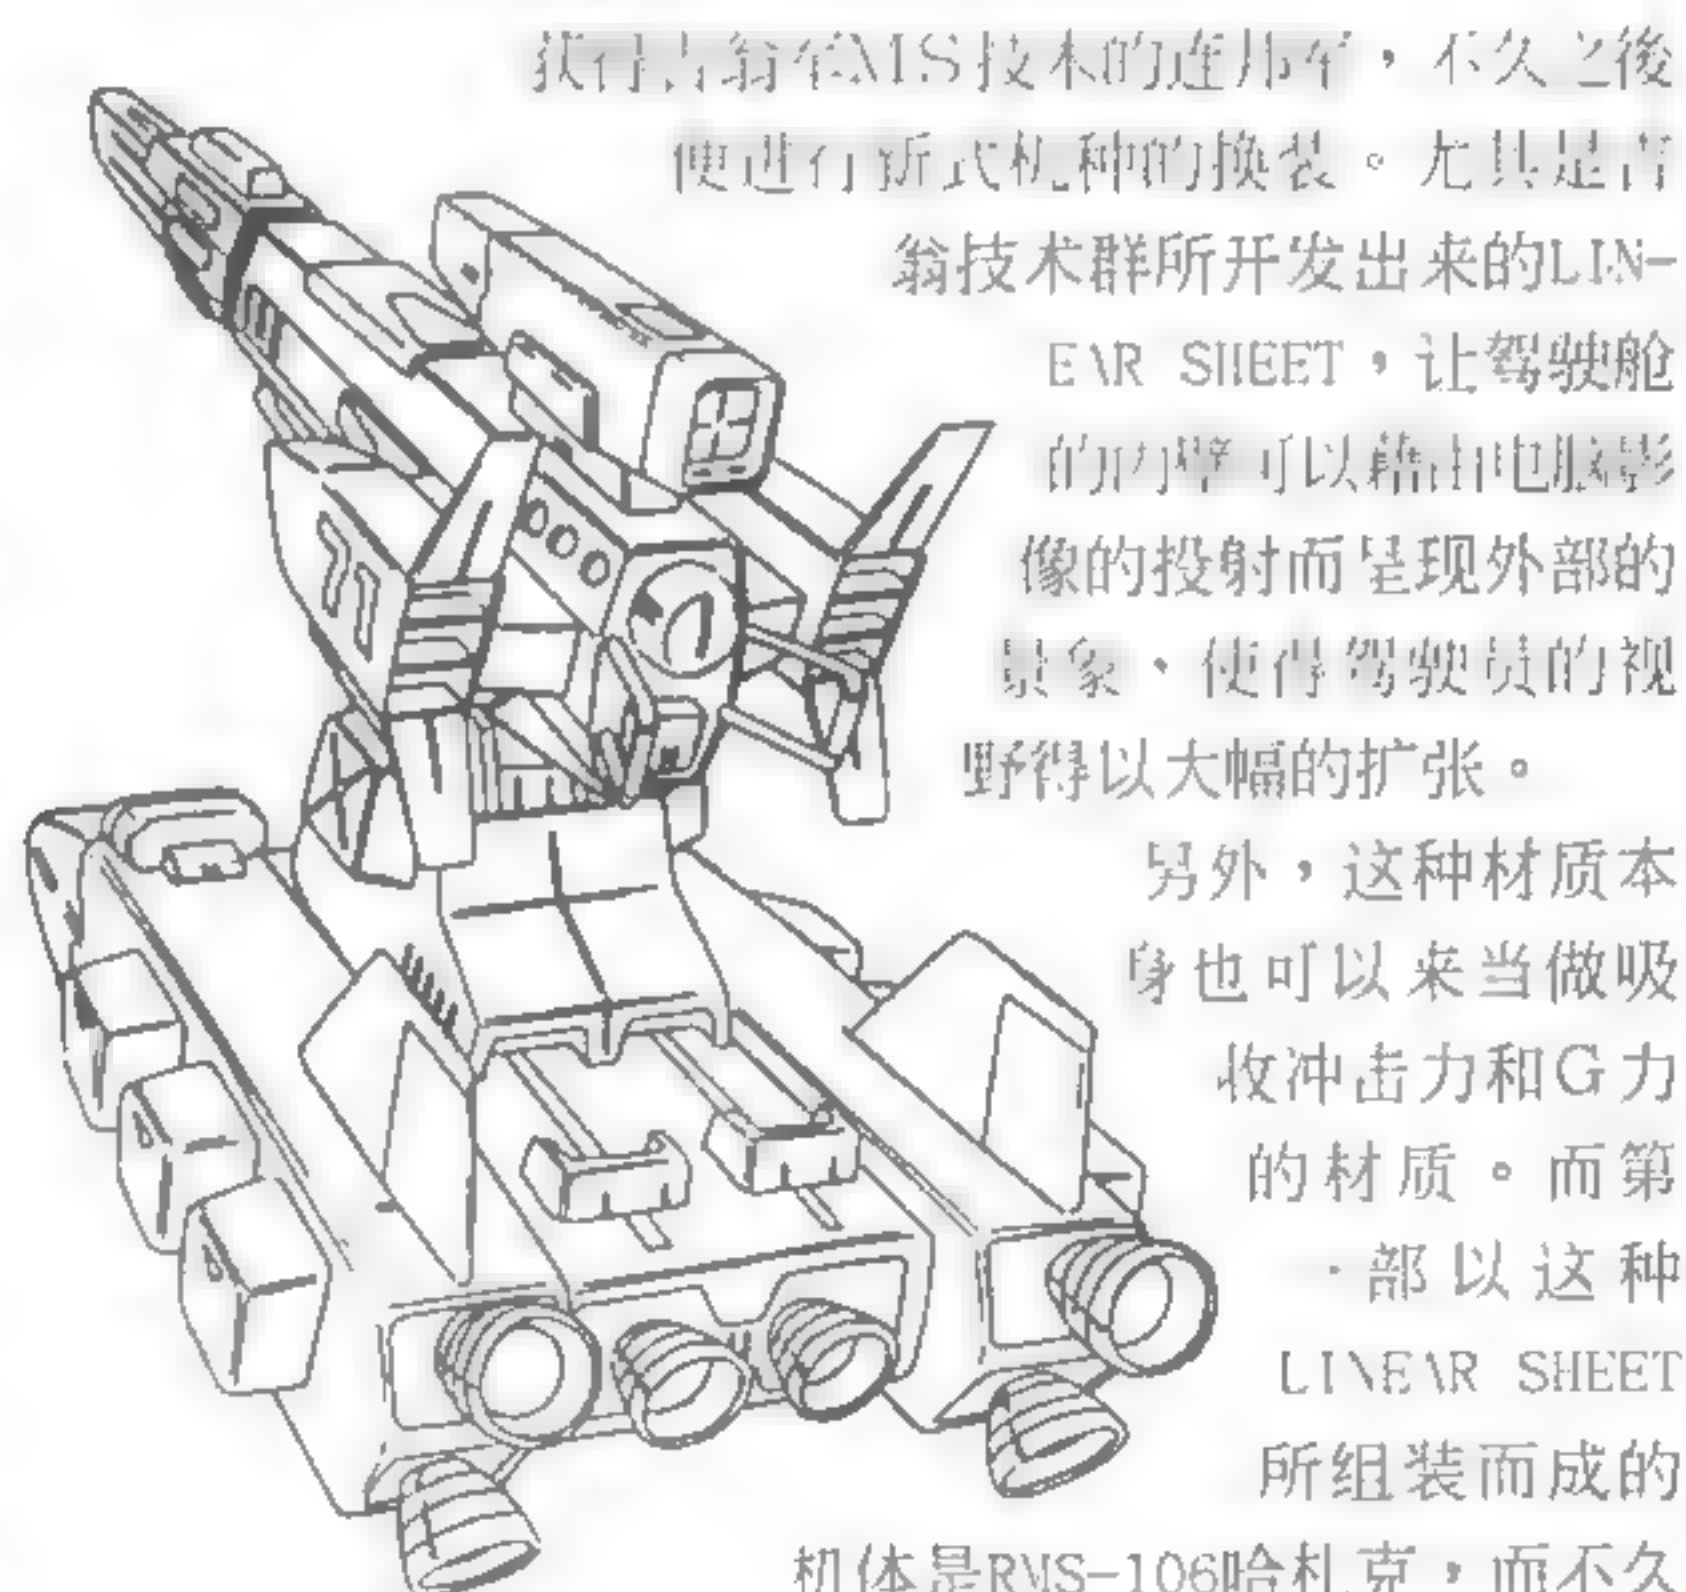 获得吉翁军MS技术的连邦军，不久之後
便进行新式机种的换装。尤其是吉
翁技术群所开发出来的LIN-
EAR SHEET，让驾驶舱
的内壁可以藉由电脑影
像的投射而呈现外部的
景象、使得驾驶员的视
野得以大幅的扩张。
另外，这种材质本
身也可以来当做吸
收冲击力和G力
的材质。而第
部以这种
LINEAR SHEET
所组装而成的
机体是RMS-106哈札克，而不久
71